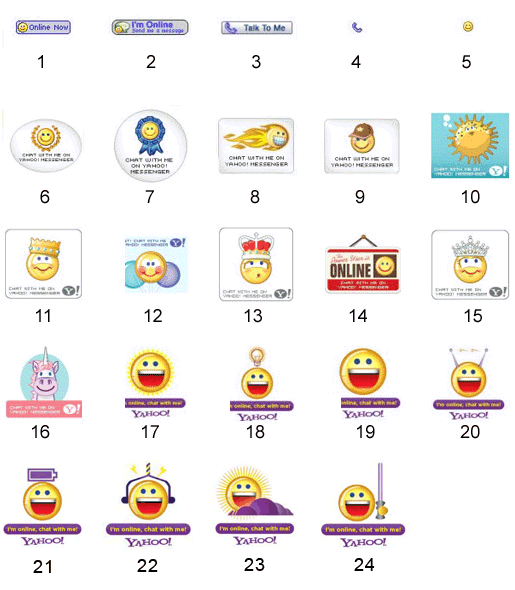 Online Now
I'm Online
Send me a message
Talk To Me
1
2
3
4
5
CHAT WITH ME ON
YAHOO! MESSENGER
CHAT WITH ME
ON YAHOO!
MESSENGER
CHAT WITH ME ON
YAHOO! MESSENGER
CHAT WITH ME ON
YAHOO! MESSENGER
CHAT WITH ME ON
YAHOO! MESSENGER
Y!
6
7
8
9
10
CHAT WITH ME ON
YAHOO! MESSENGER
Y!
CHAT WITH ME ON
AHOO! MESSENGER
Y!
CHAT WITH ME ON
YAHOO! MESSENGER
Y!
The Answer is
ONLINE
CHAT WITH ME ON
YAHOO! MESSENGER
CHAT WITH ME ON
YAHOO! MESSENGER
Y!
11
12
13
14
15
CHAT WITH ME ON
YAHOO! MESSENGER
Y!
I'm online, chat with me!
YAHOO!
m online, chat with me!
YAHOO!
m online, chat with me!
YAHOO!
I'm online, chat with me!
YAHOO!
16
17
18
19
20
I'm online, chat with me!
YAHOO!
I'm online, chat with me!
YAHOO!
I'm online, chat with me!
YAHOO!
I'm online, chat with me!
YAHOO!
21
22
23
24